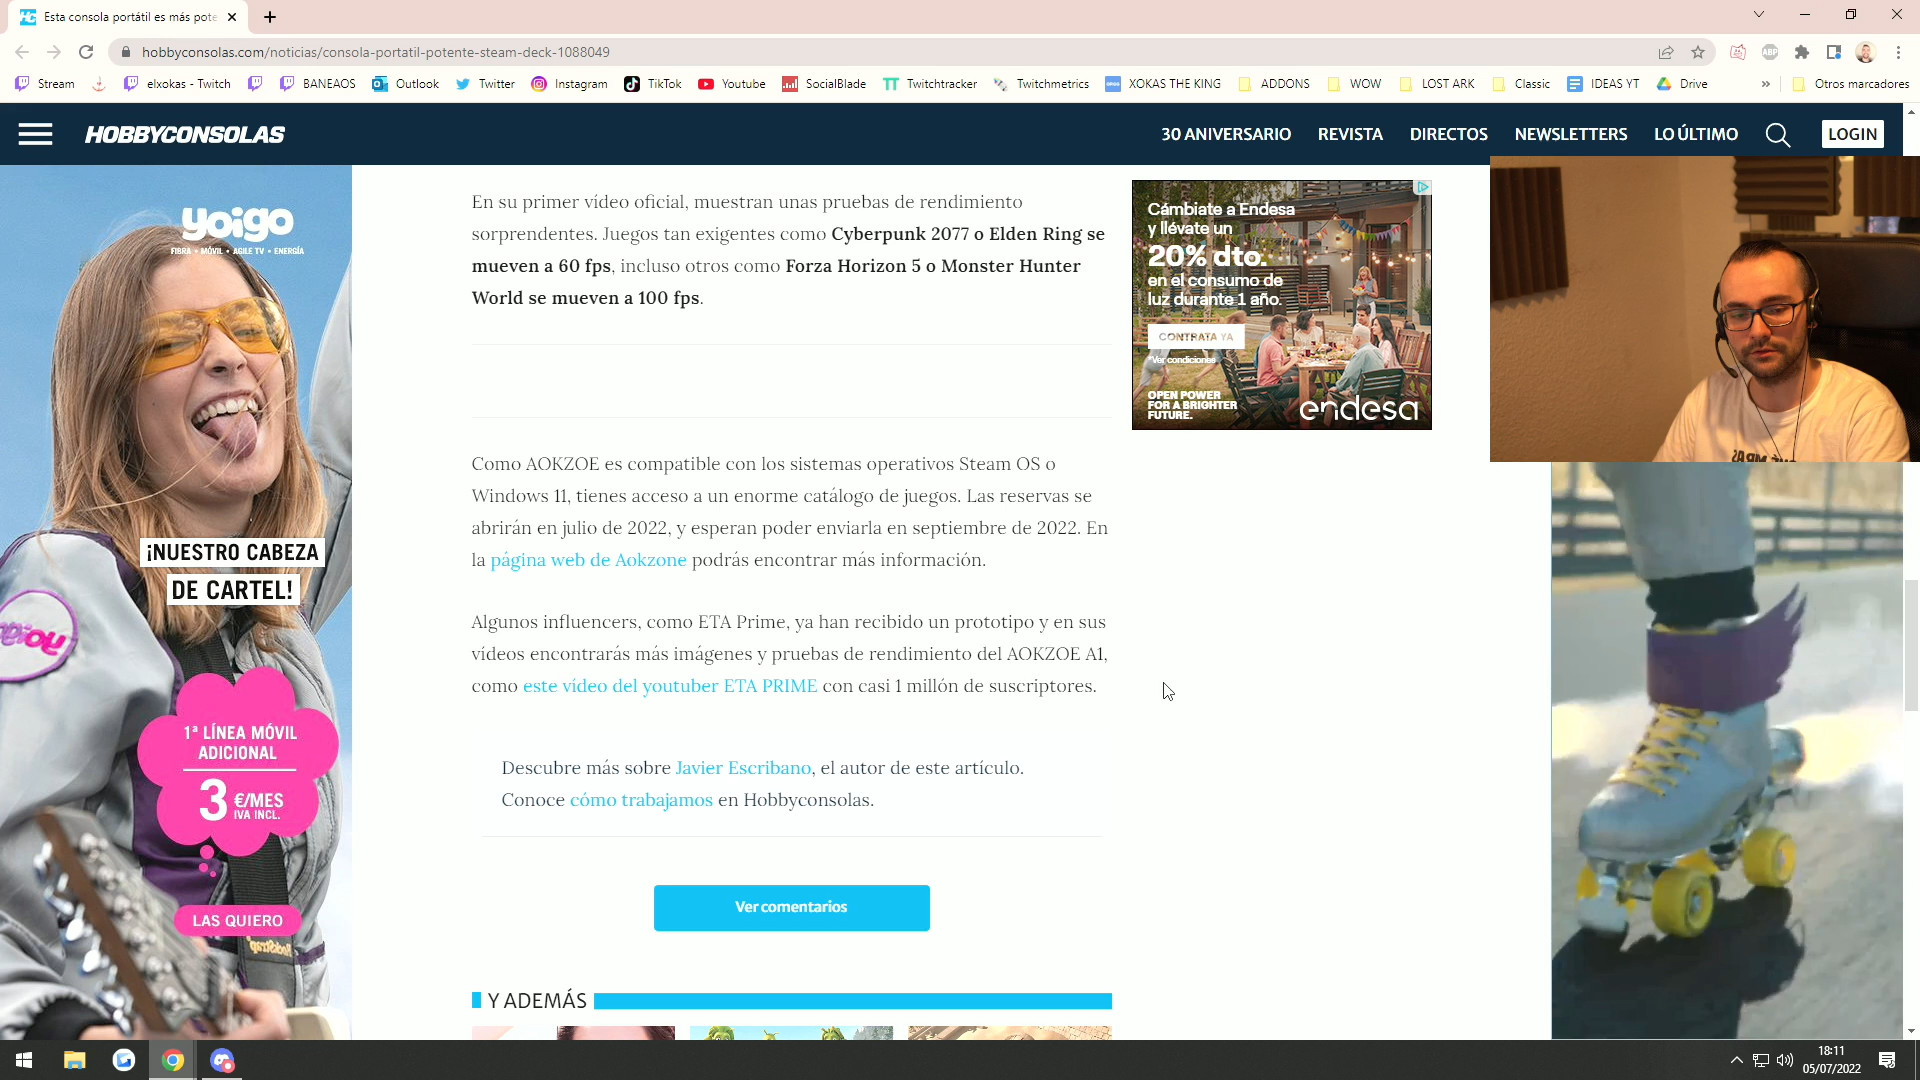 Esta consola portátil es más pote
hobbyconsolas.com/noticias/consola-portatil-potente-steam-deck-1088049
ABP
Stream
elxokas - Twitch
BANEAOS
Outlook
Twitter
Instagram
TikTok
Youtube
SocialBlade
Twitchtracker
Twitchmetrics
XOKAS THE KING
ADDONS
WOW
LOST ARK
Classic
IDEAS YT
Drive
»
Otros marcadores
HOBBYCONSOLAS
30 ANIVERSARIO
REVISTA
DIRECTOS
NEWSLETTERS
LO ÚLTIMO
LOGIN
yoigo
FIBRA • MÓVIL • AGILE TV • ENERGÍA
¡NUESTRO CABEZA
DE CARTEL!
1ª LÍNEA MÓVIL
ADICIONAL
3 €/MES
IVA INCL.
LAS QUIERO
En su primer vídeo oficial, muestran unas pruebas de rendimiento
sorprendentes. Juegos tan exigentes como Cyberpunk 2077 o Elden Ring se
mueven a 60 fps, incluso otros como Forza Horizon 5 o Monster Hunter
World se mueven a 100 fps.
Como AOKZOE es compatible con los sistemas operativos Steam OS o
Windows 11, tienes acceso a un enorme catálogo de juegos. Las reservas se
abrirán en julio de 2022, y esperan poder enviarla en septiembre de 2022. En
la página web de Aokzone podrás encontrar más información.
Algunos influencers, como ETA Prime, ya han recibido un prototipo y en sus
vídeos encontrarás más imágenes y pruebas de rendimiento del AOKZOE A1,
como este vídeo del youtuber ETA PRIME con casi 1 millón de suscriptores.
Descubre más sobre Javier Escribano, el autor de este artículo.
Conoce cómo trabajamos en Hobbyconsolas.
Ver comentarios
Y ADEMÁS
Cámbiate a Endesa
y llévate un
20% dto.
en el consumo de
luz durante 1 año.
CONTRATA YA
*Ver condiciones
OPEN POWER
FOR A BRIGHTER
FUTURE.
endesa
18:11
05/07/2022